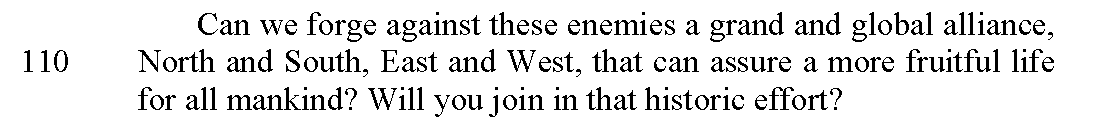 Can we forge against these enemies a grand and global alliance,
110 North and South, East and West, that can assure a more fruitful life
for all mankind? Will you join in that historic effort?